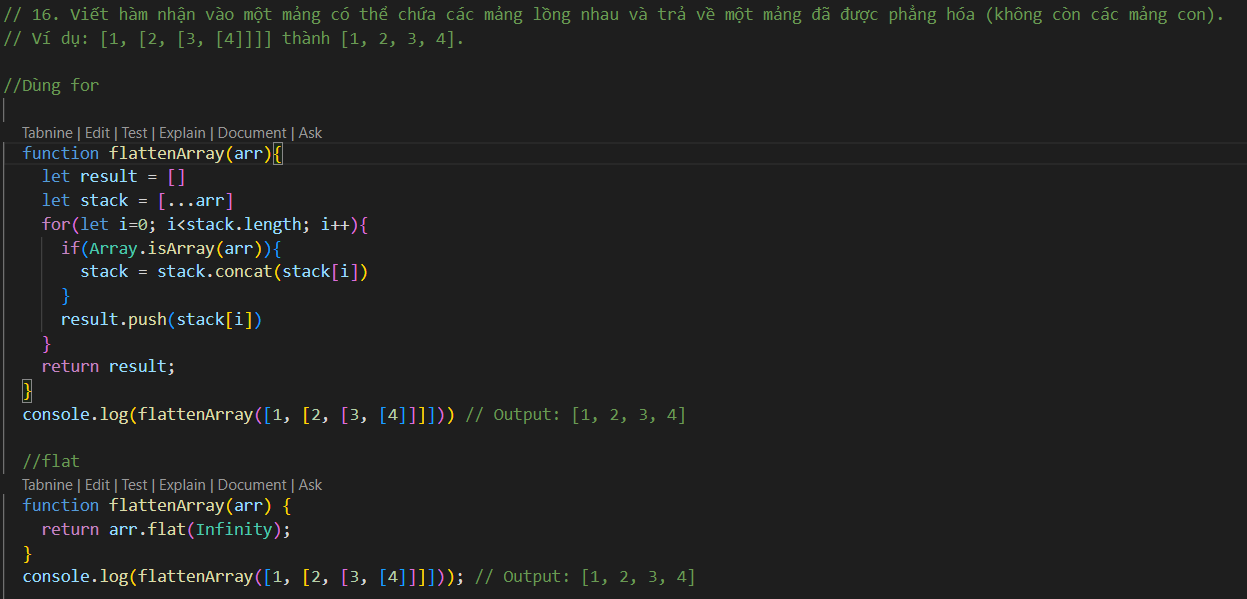 // 16. Viết hàm nhận vào một mảng có thể chứa các mảng lồng nhau và trả về một mảng đã được phẳng hóa (không còn các mảng con).
// Ví dụ: [1, [2, [3, [4]]]] thành [1, 2, 3, 4].
//Dùng for
Tabnine | Edit | Test | Explain | Document | Ask
function flattenArray(arr){
let result = []
let stack = [...arr]
for(let i=0; i<stack.length; i++){
if(Array.isArray(arr)){
stack = stack.concat(stack[i])
}
result.push(stack[i])
}
return result;
}
console.log(flattenArray([1, [2, [3, [4]]]])) // Output: [1, 2, 3, 4]
//flat
Tabnine | Edit | Test | Explain | Document | Ask
function flattenArray(arr) {
return arr.flat(Infinity);
}
console.log(flattenArray([1, [2, [3, [4]]]])); // Output: [1, 2, 3, 4]